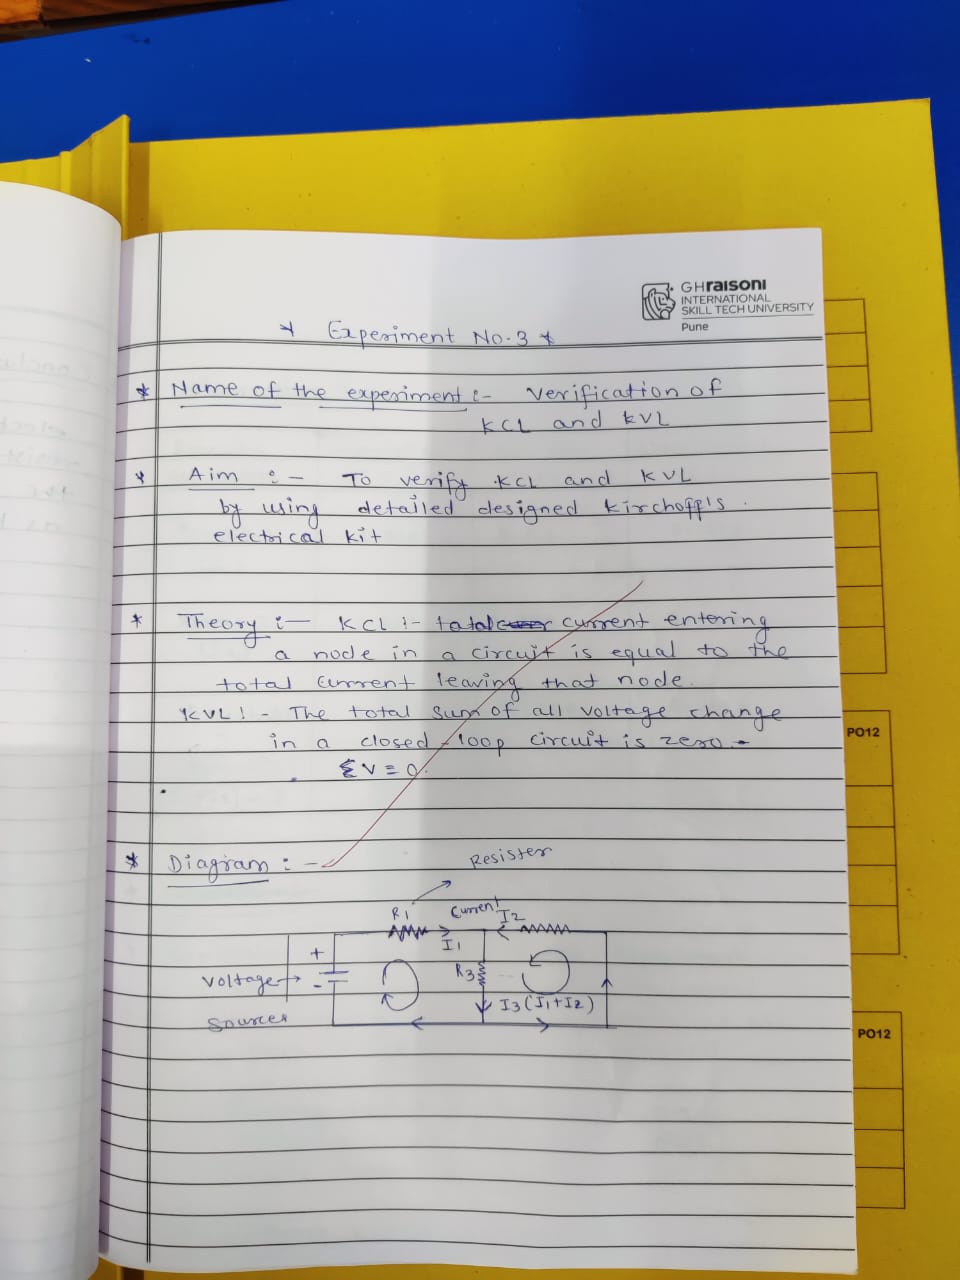 GHRAISONI
INTERNATIONAL
SKILL TECH UNIVERSITY
Pune
* Experiment No. 3 *
* Name of the experiment :- Verification of
KCL and KVL
* Aim :- To verify KCL and KVL
by using detailed designed Kirchoff's
electrical kit
* Theory :- KCL :- total current entering
a node in a circuit is equal to the
total current leaving that node.
KVL :- The total sum of all voltage change
in a closed-loop circuit is zero.
ΣV = 0.
* Diagram :-
Resister
R1
Current
I2
I1
+
-
R3
Voltage
I3 (I1+I2)
Sources
PO12
PO12